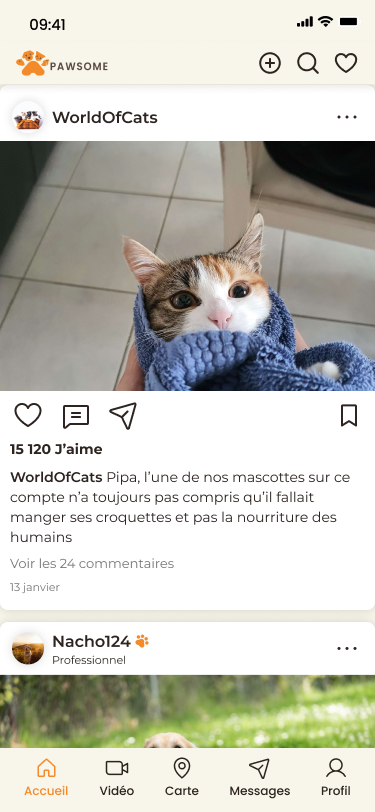 09:41
PAWSOME
WorldOfCats
15 120 J’aime
WorldOfCats Pipa, l’une de nos mascottes sur ce
compte n’a toujours pas compris qu’il fallait
manger ses croquettes et pas la nourriture des
humains
Voir les 24 commentaires
13 janvier
Nacho124
Professionnel
Accueil Vidéo Carte Messages Profil